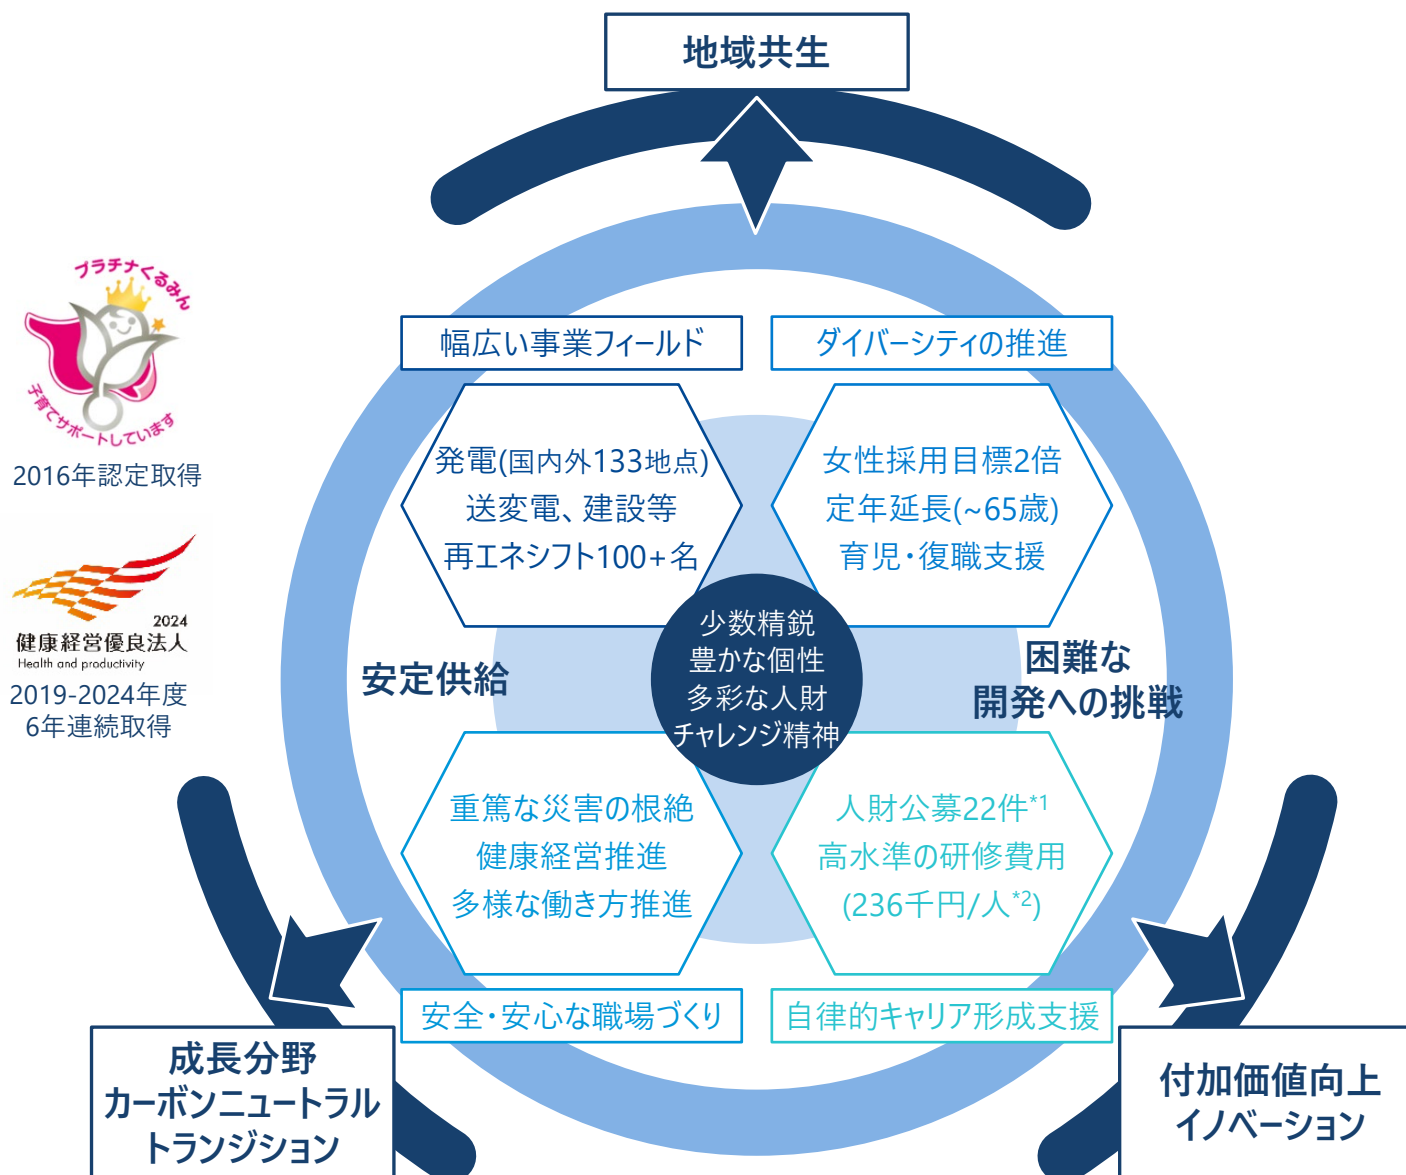 地域共生
プラチナくるみん
子育てサポートしています
2016年認定取得
2024
健康経営優良法人
Health and productivity
2019-2024年度
6年連続取得
幅広い事業フィールド
発電(国内外133地点)
送変電、建設等
再エネシフト100+名
ダイバーシティの推進
女性採用目標2倍
定年延長(~65歳)
育児・復職支援
安定供給
少数精鋭
豊かな個性
多彩な人財
チャレンジ精神
困難な
開発への挑戦
重篤な災害の根絶
健康経営推進
多様な働き方推進
安全・安心な職場づくり
人財公募22件*1
高水準の研修費用
(236千円/人*2)
自律的キャリア形成支援
成長分野
カーボンニュートラル
トランジション
付加価値向上
イノベーション